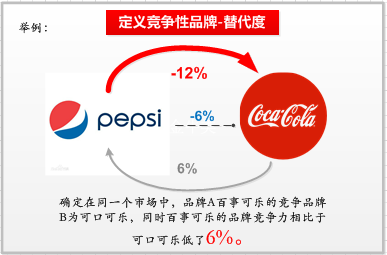 举例：
定义竞争性品牌-替代度
-12%
pepsi
-6%
Coca-Cola
6%
确定在同一个市场中，品牌A百事可乐的竞争品牌
B为可口可乐，同时百事可乐的品牌竞争力相比于
可口可乐低了6%。